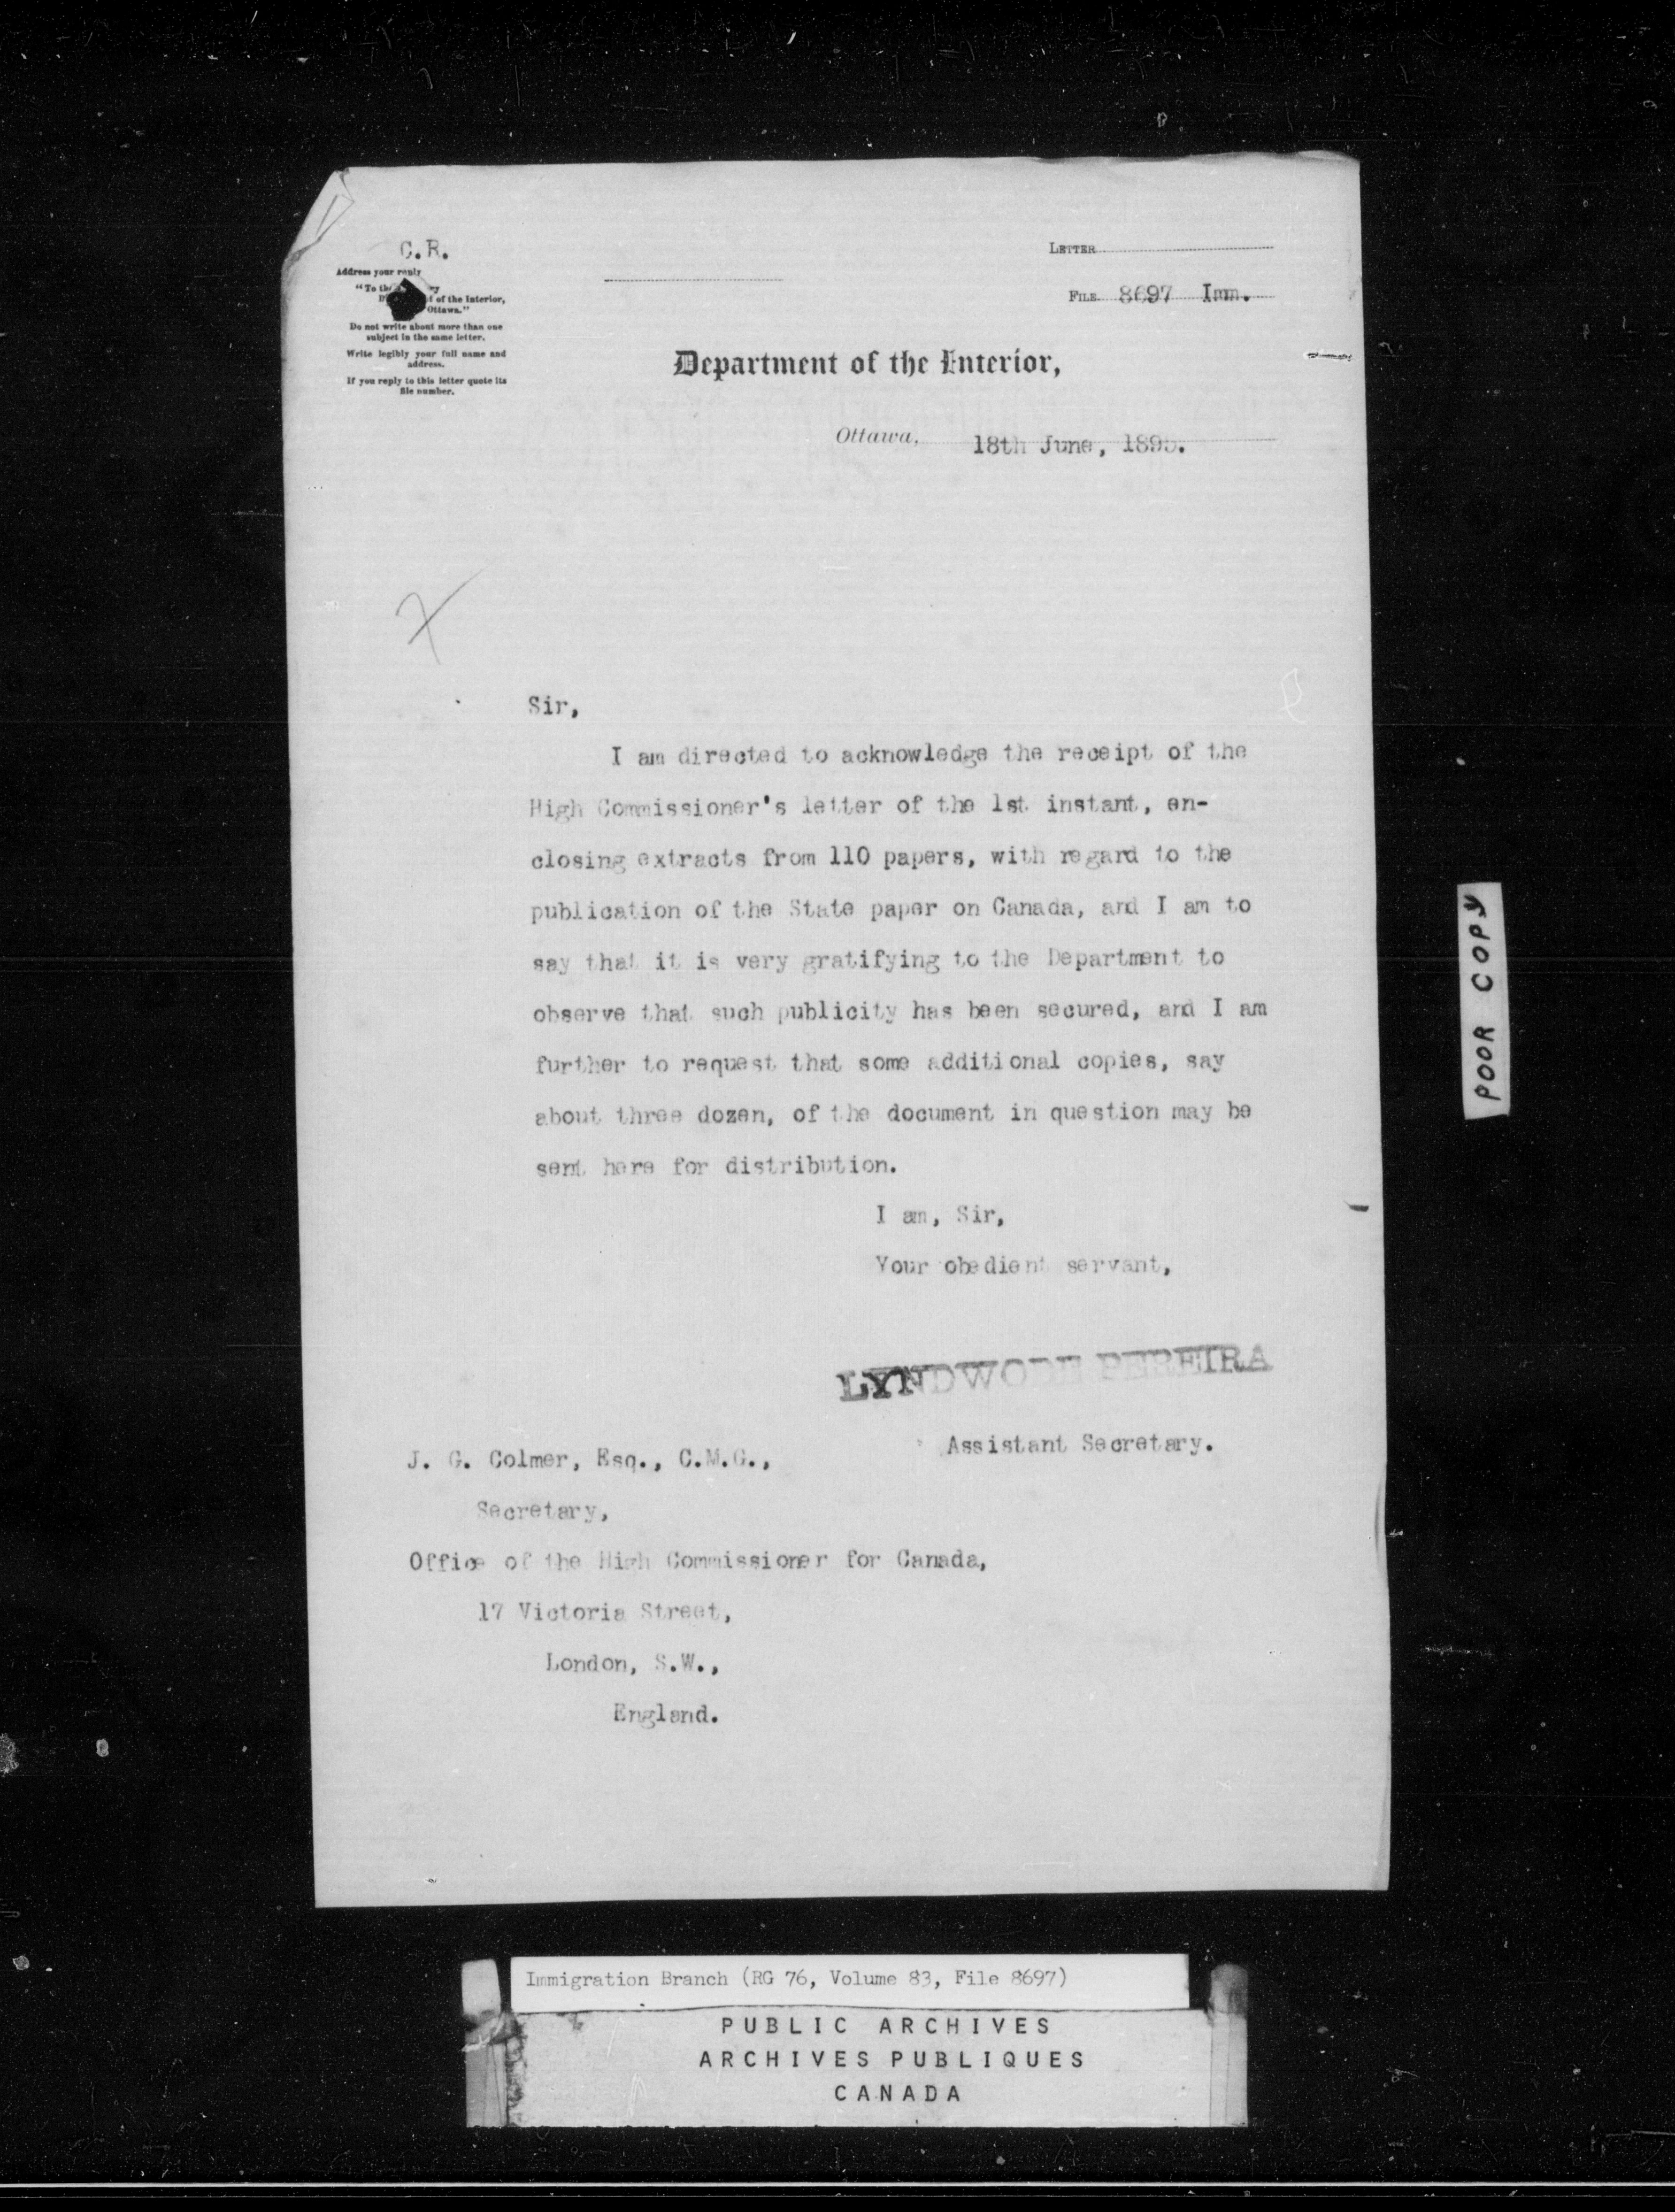 C.R.
Address your reply
"To the
of the Interior,
Ottawa."
Do not write about more than one
subject in the same letter.
Write legibly your full name and
address.
If you reply to this letter quote its
file number.
LETTER
FILE 8697 Imm.
Department of the Interior,
Ottawa, 18th June, 1895.
Sir,
I am directed to acknowledge the receipt of the
High Commissioner's letter of the 1st instant, en-
closing extracts from 110 papers, with regard to the
publication of the State paper on Canada, and I am to
say that it is very gratifying to the Department to
observe that such publicity has been secured, and I am
further to request that some additional copies, say
about three dozen, of the document in question may be
sent here for distribution.
I am, Sir,
Your obedient servant,
LYNDWODE PEREIRA
Assistant Secretary.
J. G. Colmer, Esq., C.M.G.,
Secretary,
Office of the High Commissioner for Canada,
17 Victoria Street,
London, S.W.,
England.
POOR COPY
Immigration Branch (RG 76, Volume 83, File 8697)
PUBLIC ARCHIVES
ARCHIVES PUBLIQUES
CANADA